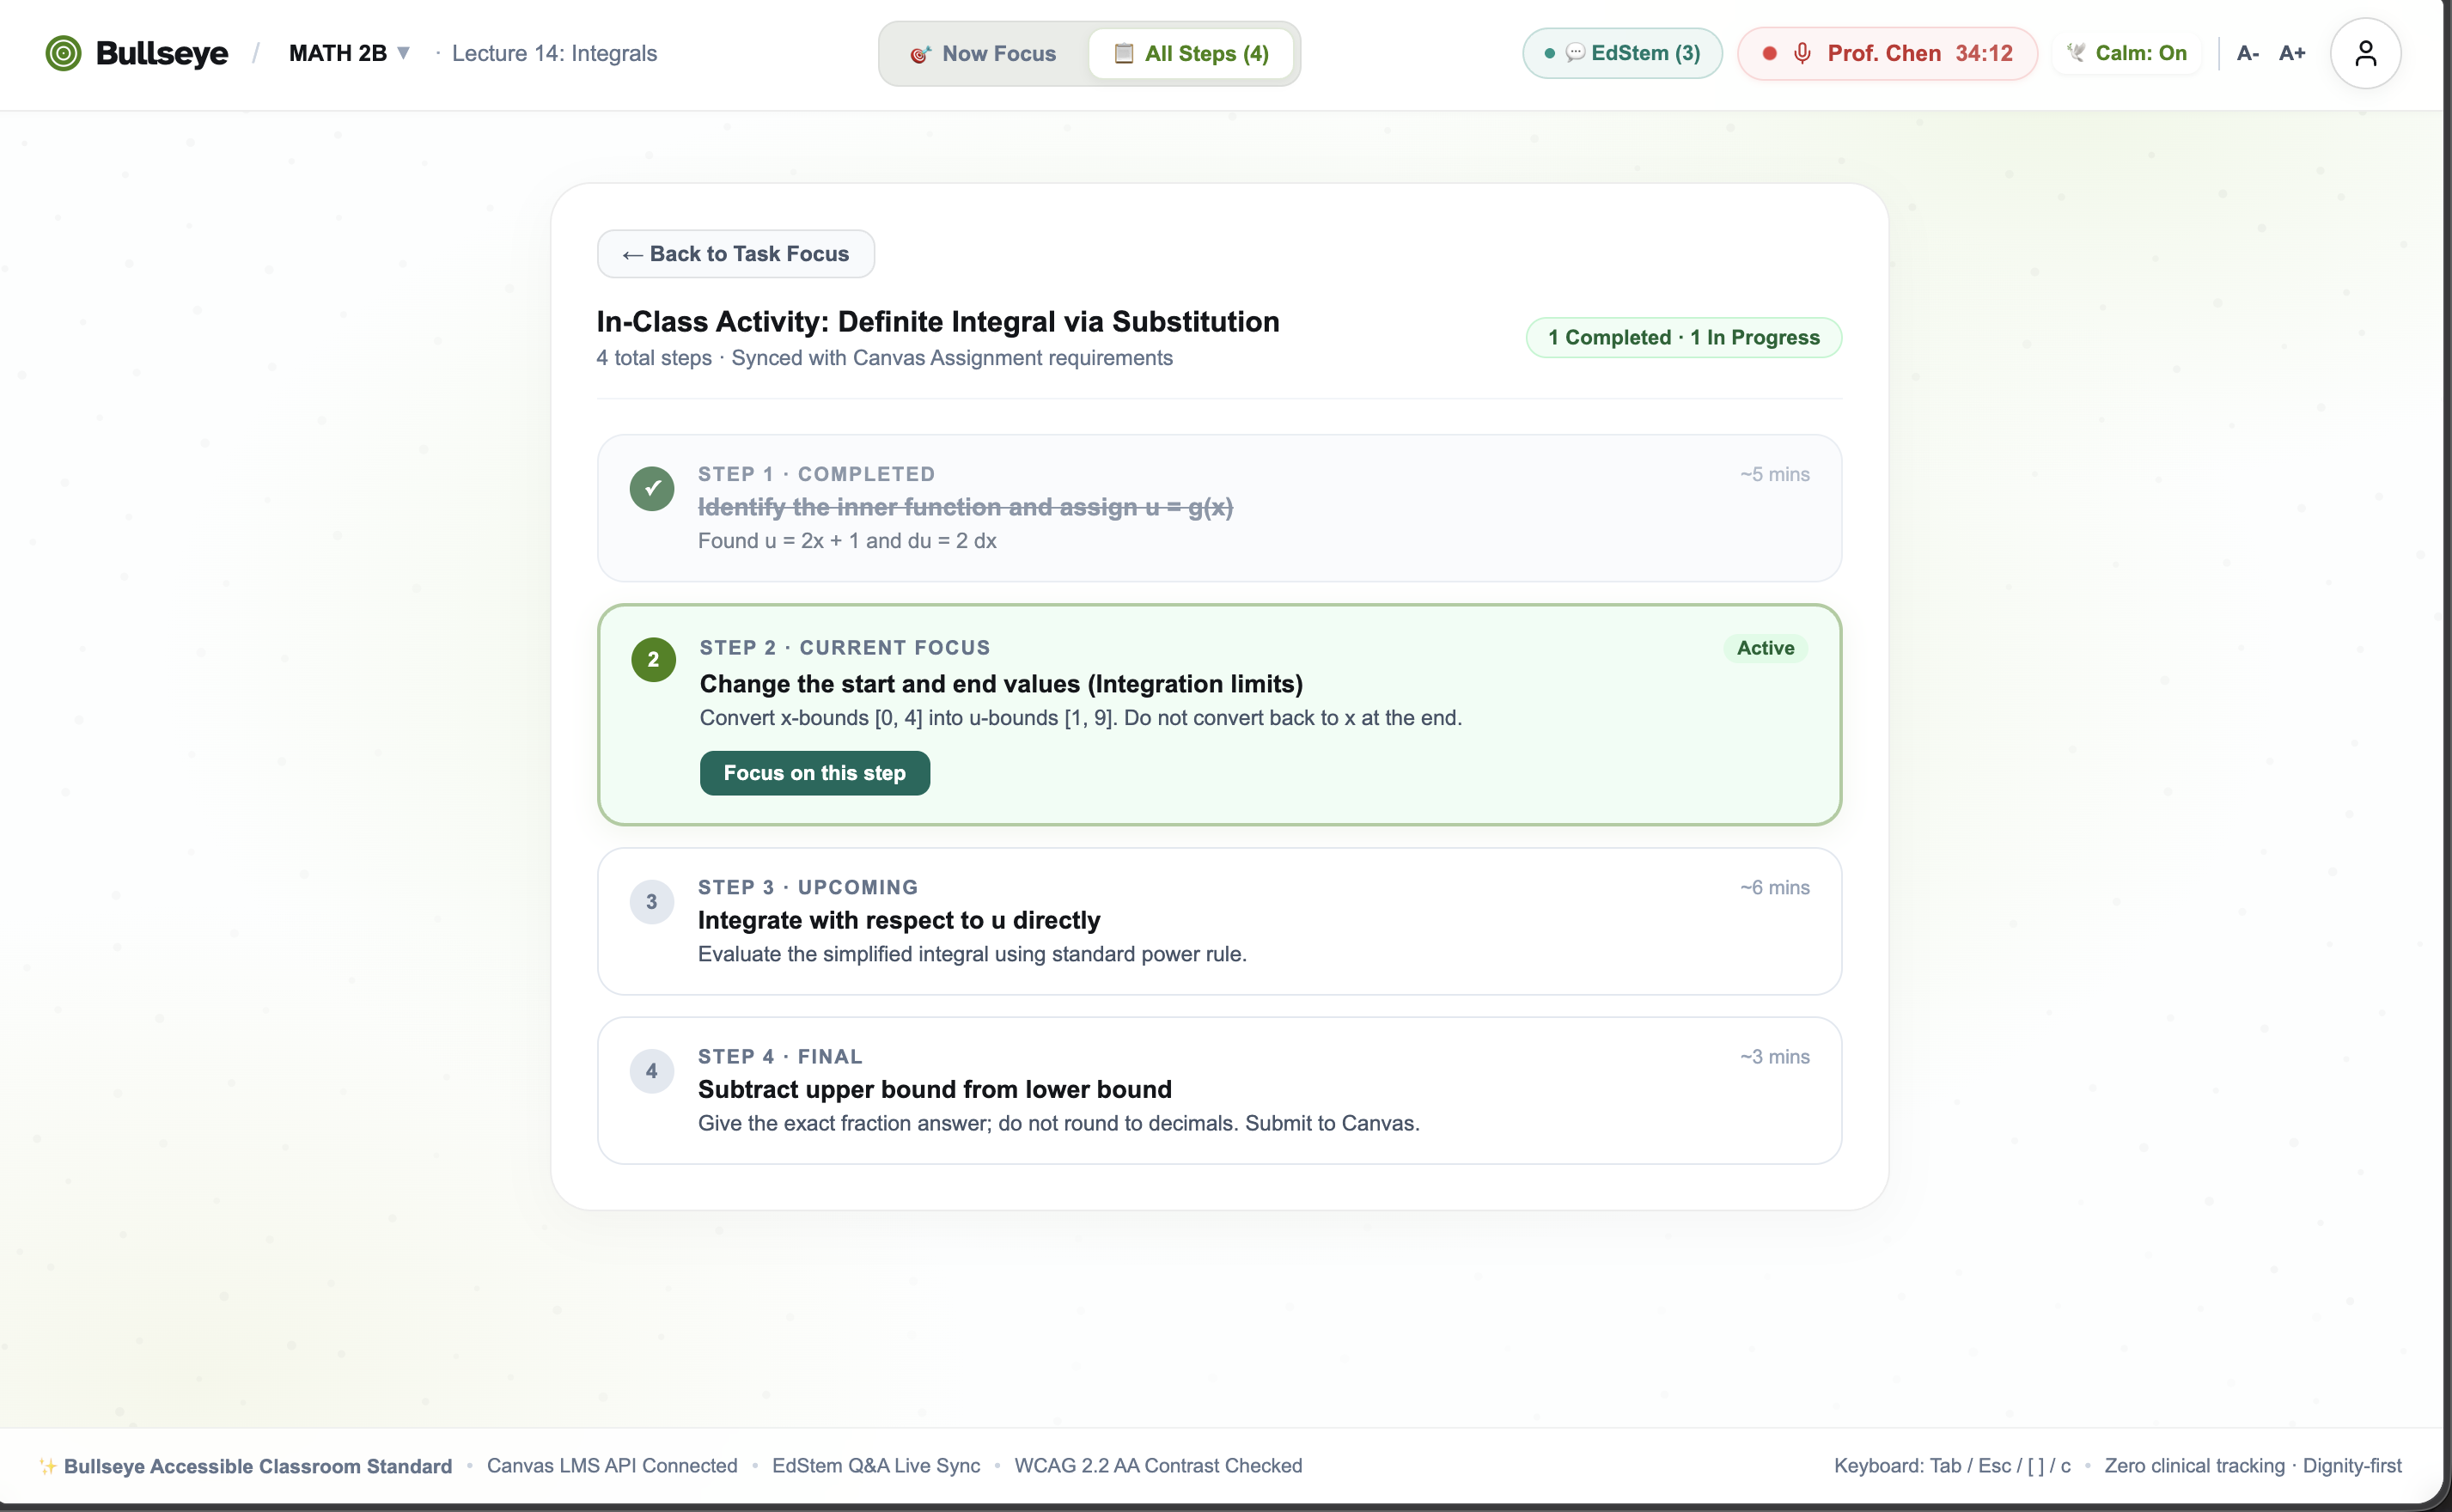 Bullseye / MATH 2B ▼ · Lecture 14: Integrals
🎯 Now Focus
📋 All Steps (4)
💬 EdStem (3)
Prof. Chen 34:12
🕊️ Calm: On
A- A+
← Back to Task Focus
In-Class Activity: Definite Integral via Substitution
4 total steps · Synced with Canvas Assignment requirements
1 Completed · 1 In Progress
✓
STEP 1 · COMPLETED
~5 mins
Identify the inner function and assign u = g(x)
Found u = 2x + 1 and du = 2 dx
2
STEP 2 · CURRENT FOCUS
Active
Change the start and end values (Integration limits)
Convert x-bounds [0, 4] into u-bounds [1, 9]. Do not convert back to x at the end.
Focus on this step
3
STEP 3 · UPCOMING
~6 mins
Integrate with respect to u directly
Evaluate the simplified integral using standard power rule.
4
STEP 4 · FINAL
~3 mins
Subtract upper bound from lower bound
Give the exact fraction answer; do not round to decimals. Submit to Canvas.
✨ Bullseye Accessible Classroom Standard • Canvas LMS API Connected • EdStem Q&A Live Sync • WCAG 2.2 AA Contrast Checked
Keyboard: Tab / Esc / [ ] / c • Zero clinical tracking · Dignity-first